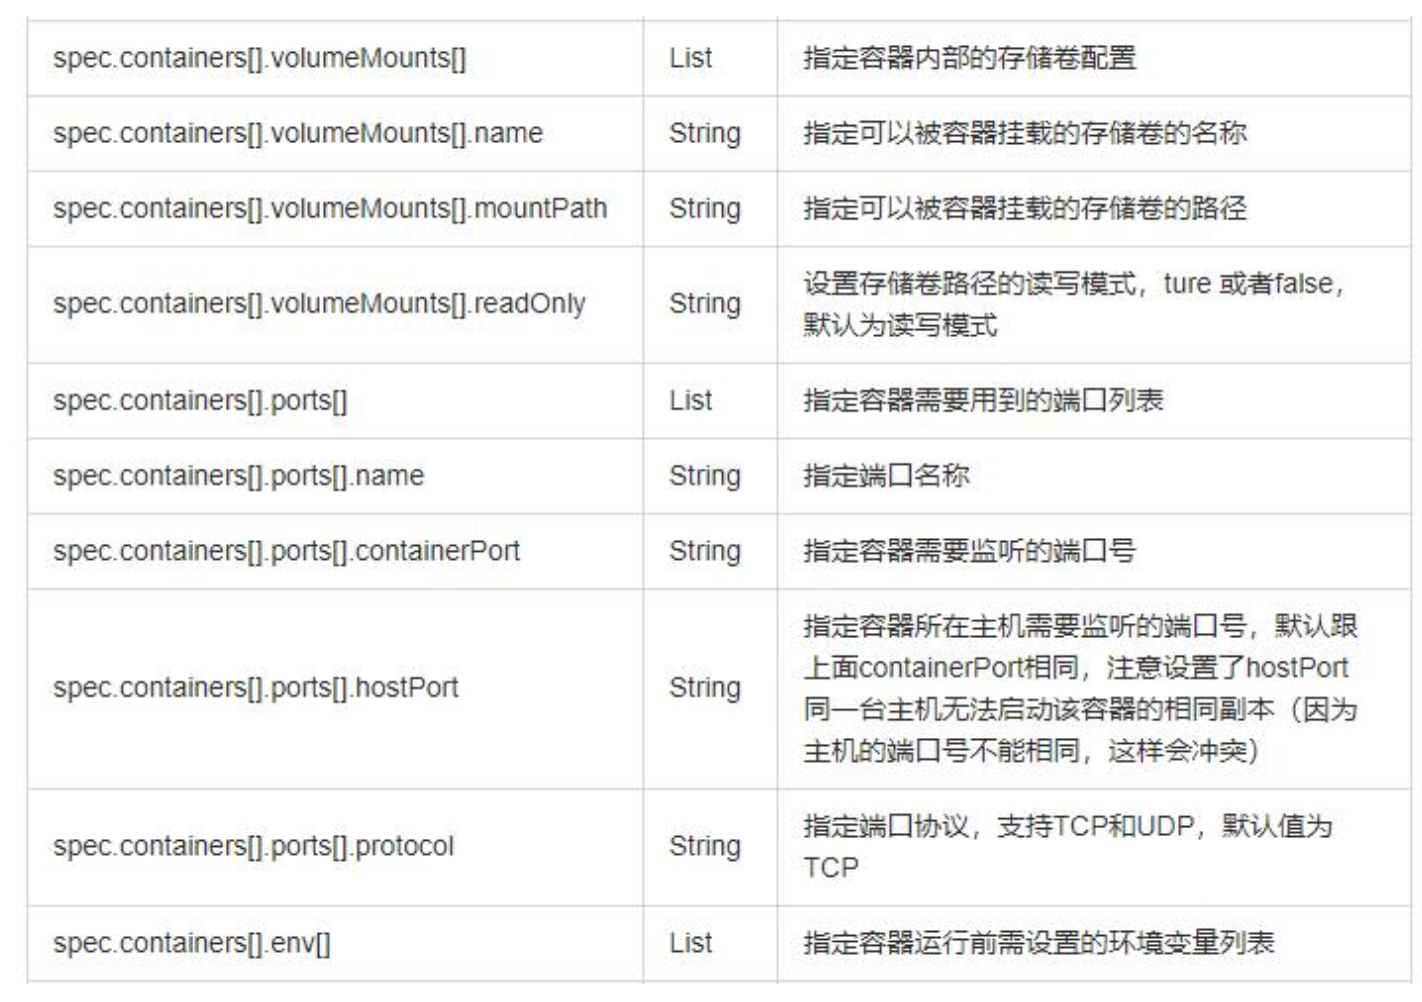 spec.containers[].volumeMounts[] List 指定容器内部的存储卷配置
spec.containers[].volumeMounts[].name String 指定可以被容器挂载的存储卷的名称
spec.containers[].volumeMounts[].mountPath String 指定可以被容器挂载的存储卷的路径
spec.containers[].volumeMounts[].readOnly String 设置存储卷路径的读写模式，ture 或者false，
默认为读写模式
spec.containers[].ports[] List 指定容器需要用到的端口列表
spec.containers[].ports[].name String 指定端口名称
spec.containers[].ports[].containerPort String 指定容器需要监听的端口号
spec.containers[].ports[].hostPort String 指定容器所在主机需要监听的端口号，默认跟
上面containerPort相同，注意设置了hostPort
同一台主机无法启动该容器的相同副本（因为
主机的端口号不能相同，这样会冲突）
spec.containers[].ports[].protocol String 指定端口协议，支持TCP和UDP，默认值为
TCP
spec.containers[].env[] List 指定容器运行前需设置的环境变量列表